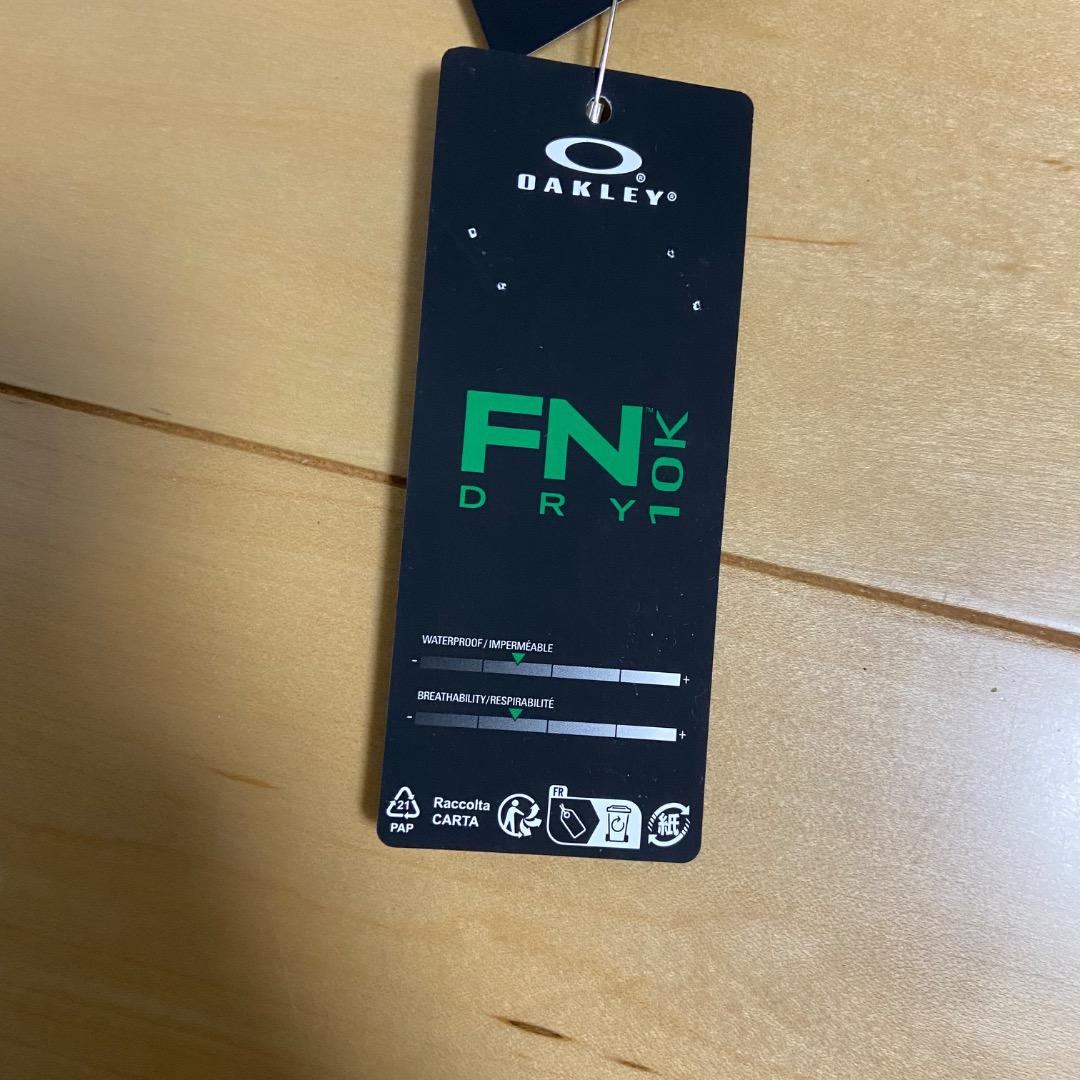 OAKLEY®
FN™ 10K
DRY
WATERPROOF/IMPERMÉABLE
- +
BREATHABILITY/RESPIRABILITÉ
- +
21
PAP
Raccolta
CARTA
FR
紙